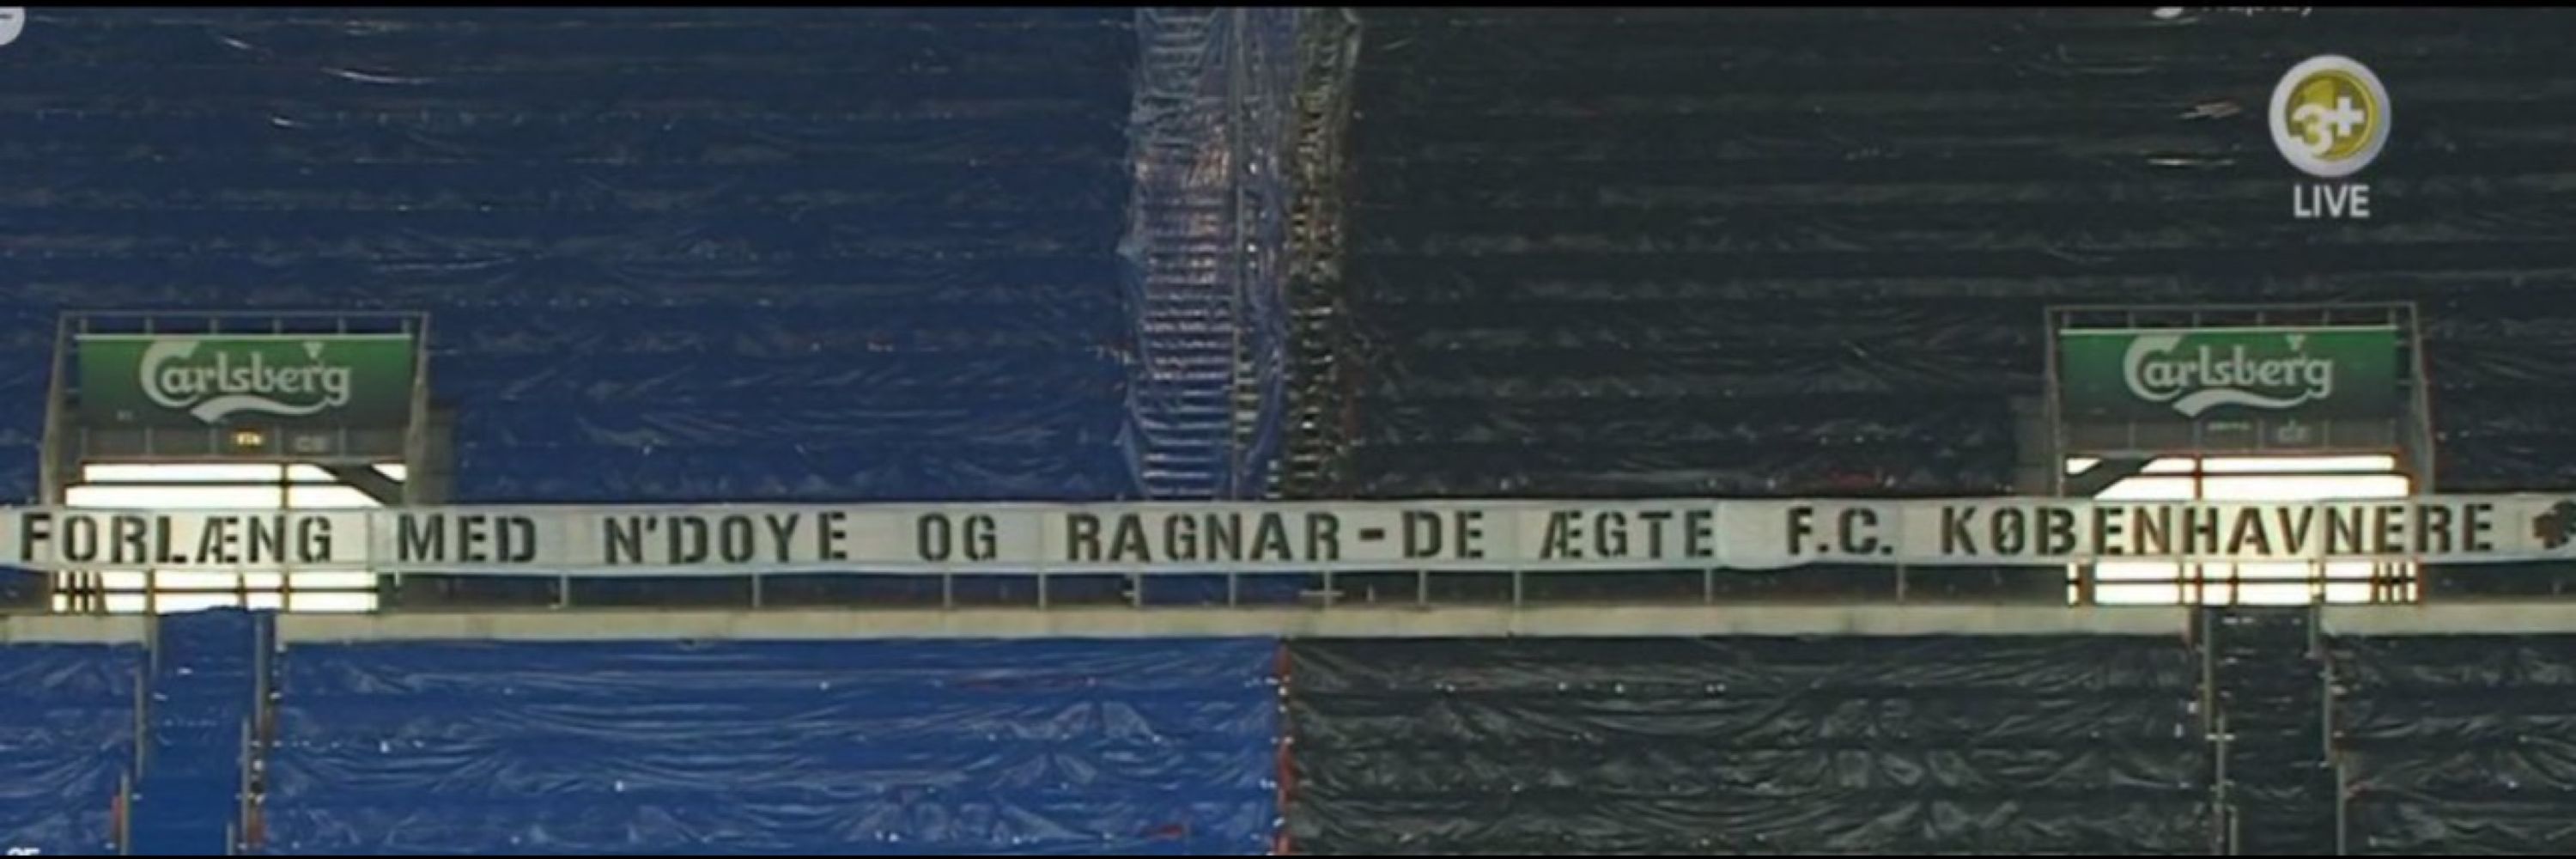 3+
LIVE
Carlsberg
Carlsberg
FORLÆNG MED N'DOYE OG RAGNAR-DE ÆGTE F.C. KØBENHAVNERE